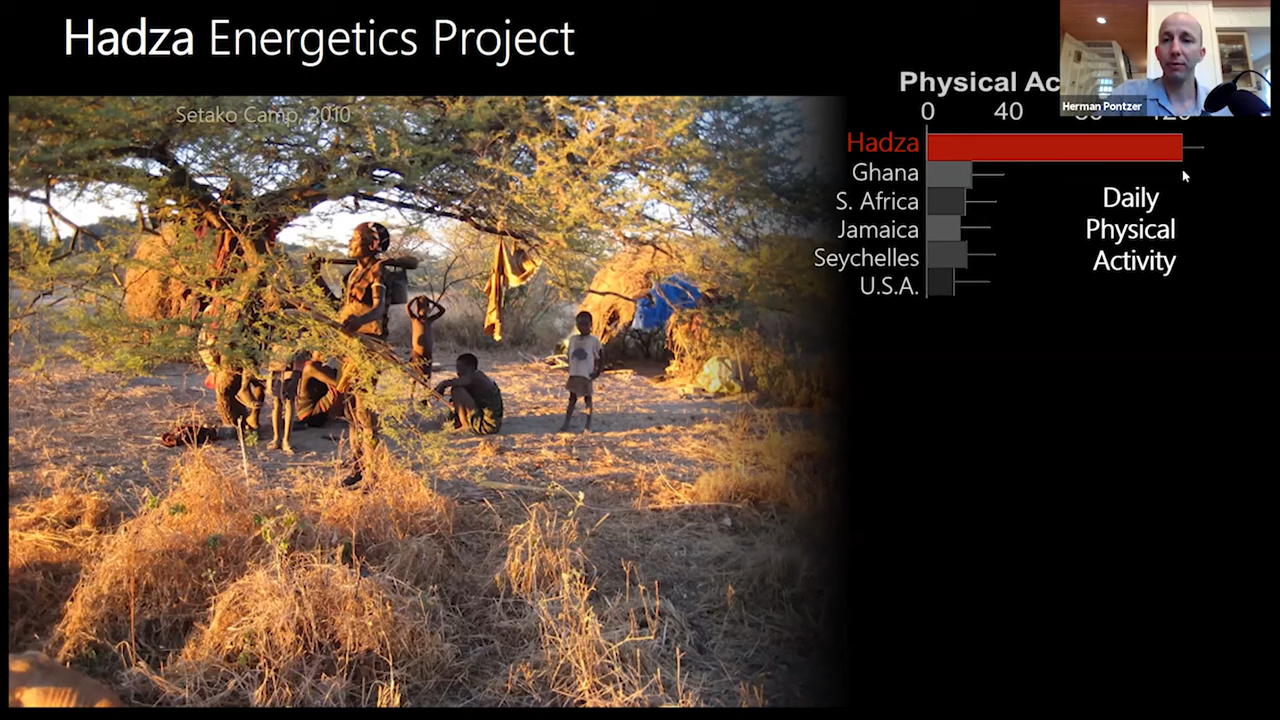 Hadza Energetics Project
Setako Camp, 2010
Physical Ac
0 40
Herman Pontzer
Hadza
Ghana
S. Africa
Jamaica
Seychelles
U.S.A.
Daily
Physical
Activity